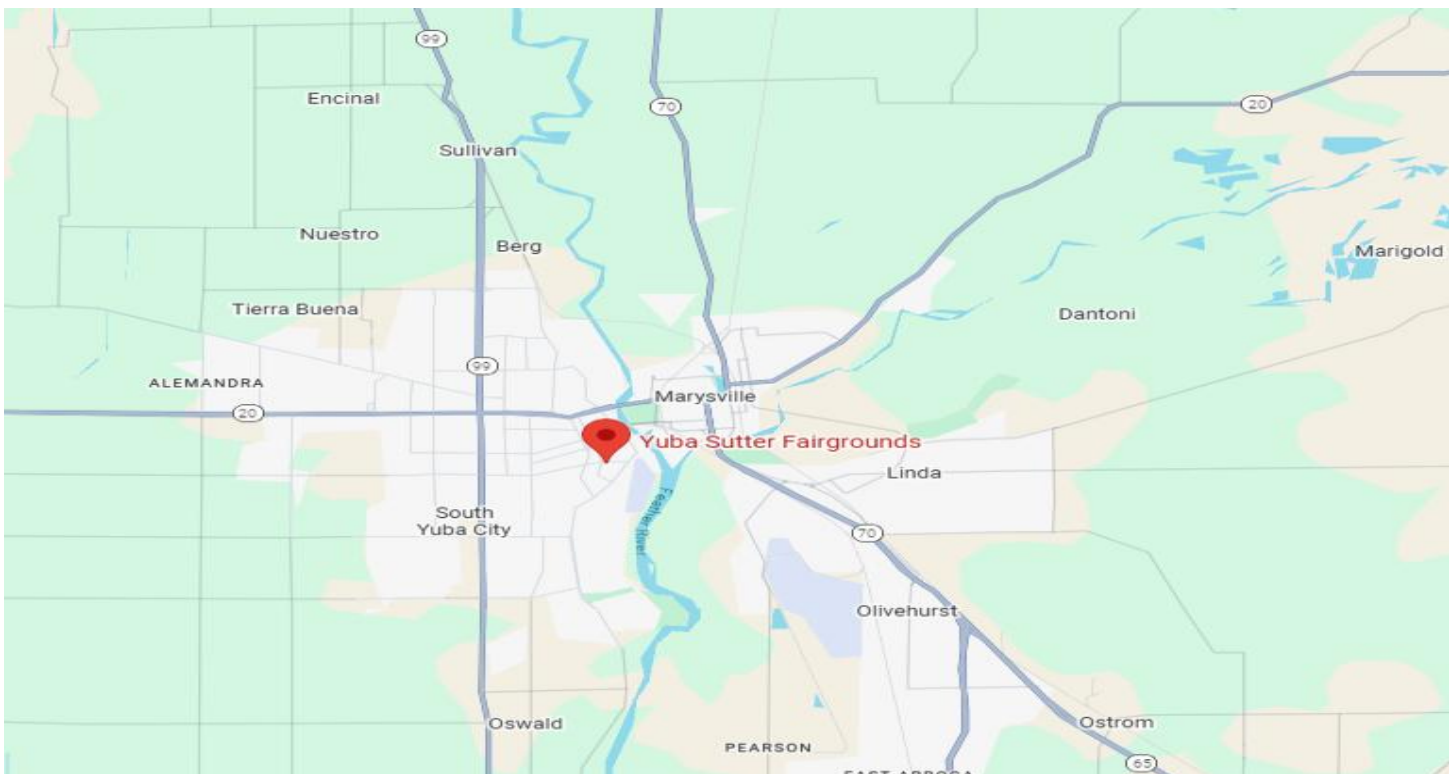 99
Encinal
70
20
Sullivan
Nuestro
Berg
Marigold
Tierra Buena
Dantoni
99
ALEMANDRA
Marysville
20
Yuba Sutter Fairgrounds
Linda
South
Yuba City
Feather River
70
Olivehurst
Oswald
Ostrom
PEARSON
65